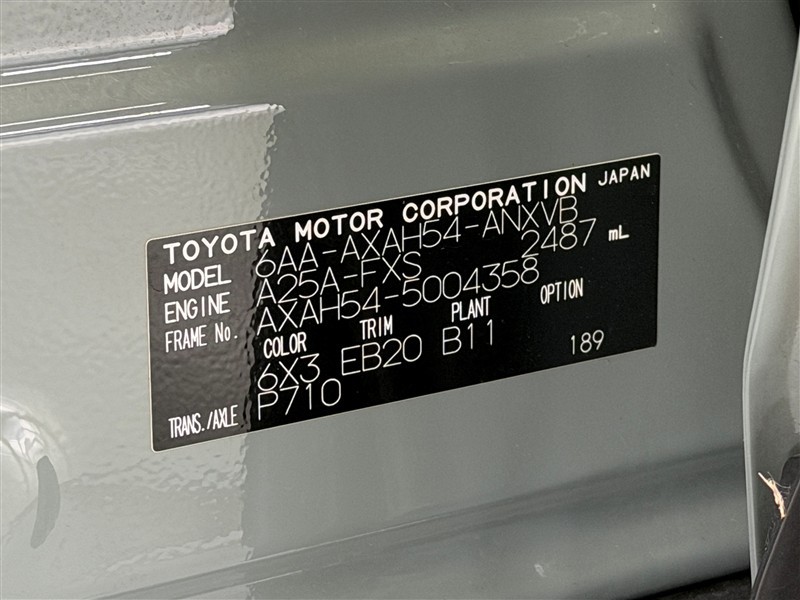 TOYOTA MOTOR CORPORATION JAPAN
MODEL 6AA-AXAH54-ANXVB
ENGINE A25A-FXS 2487 mL
FRAME No. AXAH54-5004358
COLOR TRIM PLANT OPTION
6X3 EB20 B11 189
TRANS./AXLE P710